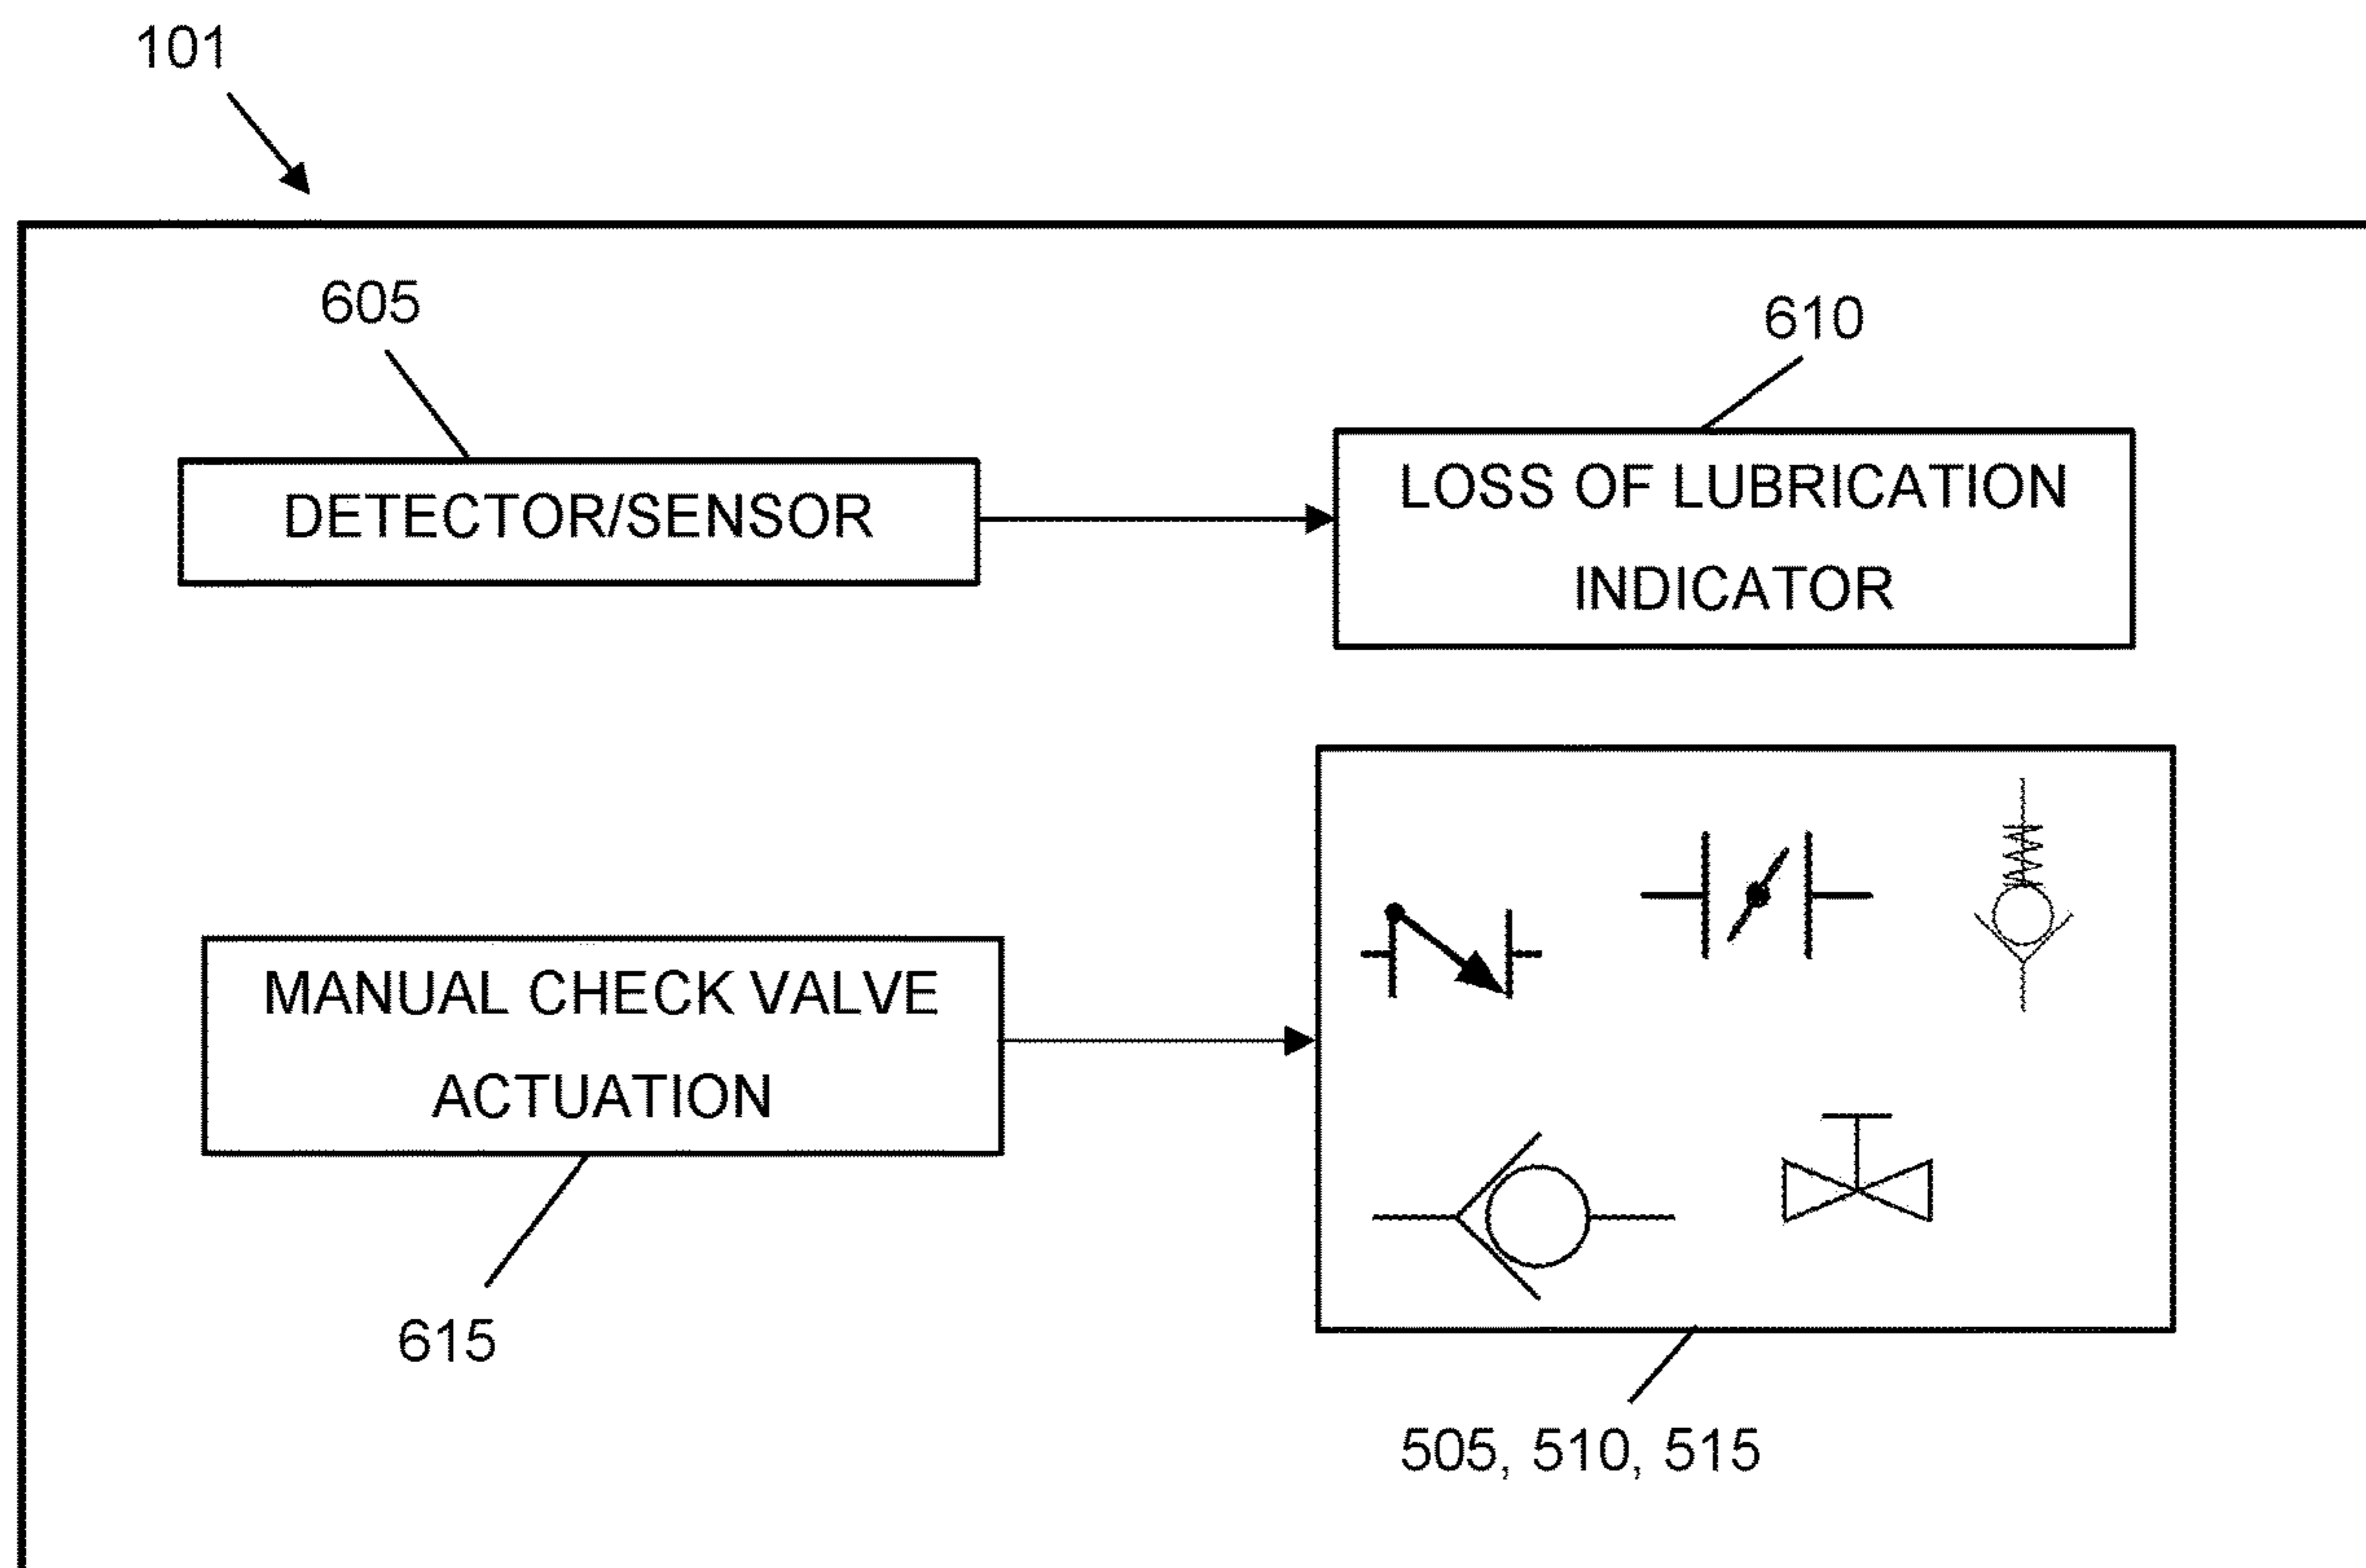 101
605
610
DETECTOR/SENSOR
LOSS OF LUBRICATION
INDICATOR
MANUAL CHECK VALVE
ACTUATION
615
505, 510, 515